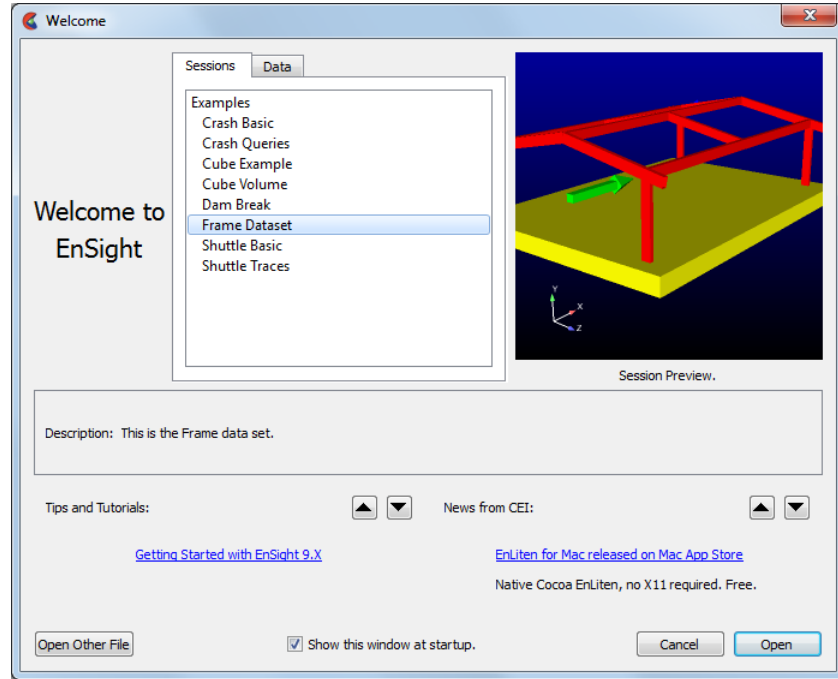 Welcome
Sessions
Data
Examples
Crash Basic
Crash Queries
Cube Example
Cube Volume
Dam Break
Frame Dataset
Shuttle Basic
Shuttle Traces
Welcome to
EnSight
Y
X
Z
Session Preview.
Description: This is the Frame data set.
Tips and Tutorials:
News from CEI:
Getting Started with EnSight 9.X
EnLiten for Mac released on Mac App Store
Native Cocoa EnLiten, no X11 required. Free.
Open Other File
Show this window at startup.
Cancel
Open